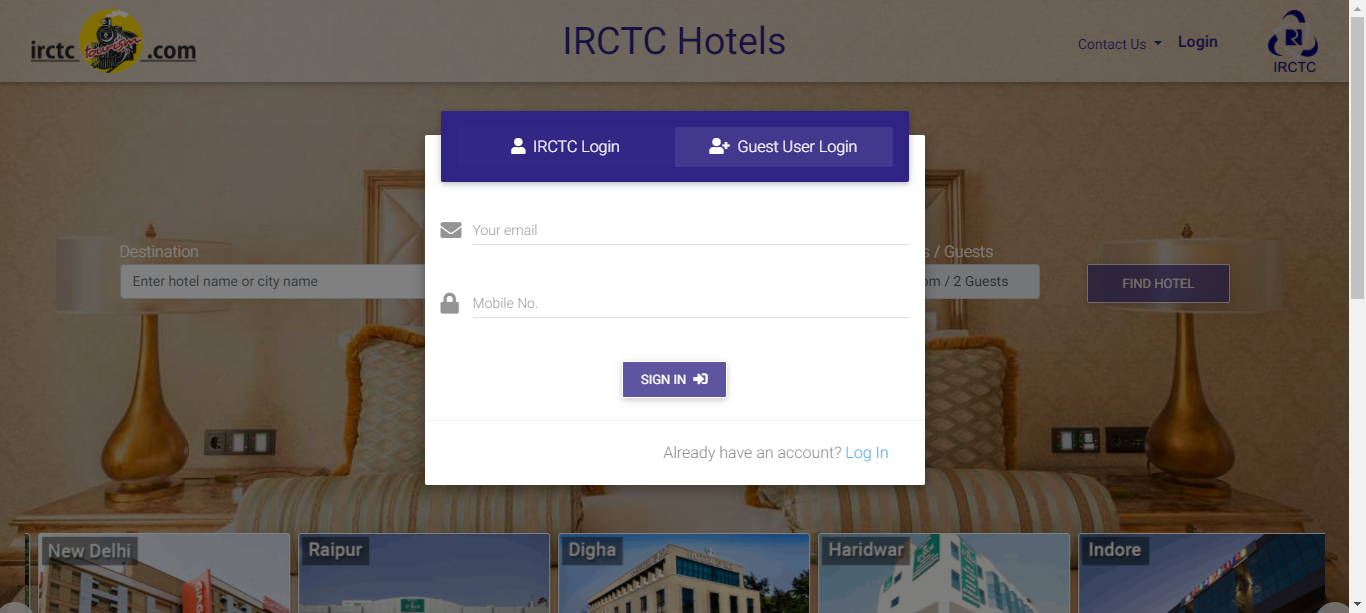 irctc tourism .com
IRCTC Hotels
Contact Us
Login
IRCTC
IRCTC Login
Guest User Login
Your email
Destination
s / Guests
Enter hotel name or city name
om / 2 Guests
FIND HOTEL
Mobile No.
SIGN IN
Already have an account? Log In
New Delhi
Raipur
Digha
Haridwar
Indore